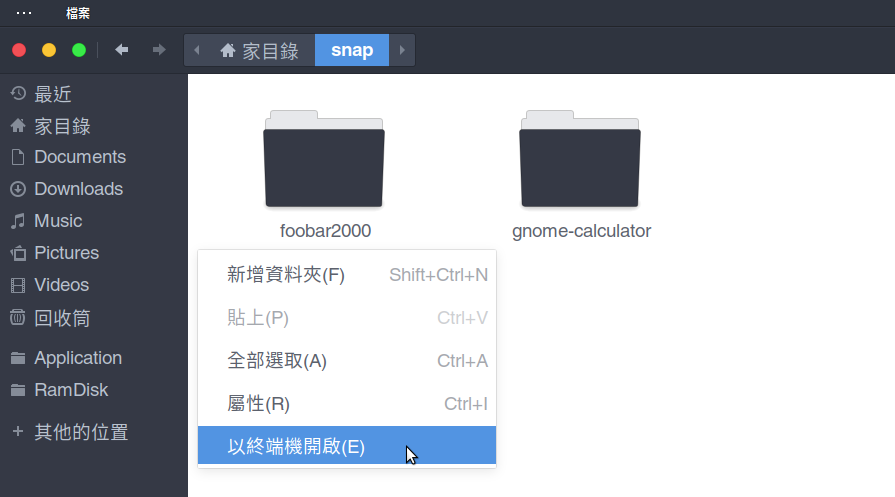 檔案
家目錄
snap
最近
家目錄
Documents
Downloads
Music
Pictures
Videos
回收筒
Application
RamDisk
其他的位置
foobar2000
gnome-calculator
新增資料夾(F) Shift+Ctrl+N
貼上(P) Ctrl+V
全部選取(A) Ctrl+A
屬性(R) Ctrl+I
以終端機開啟(E)